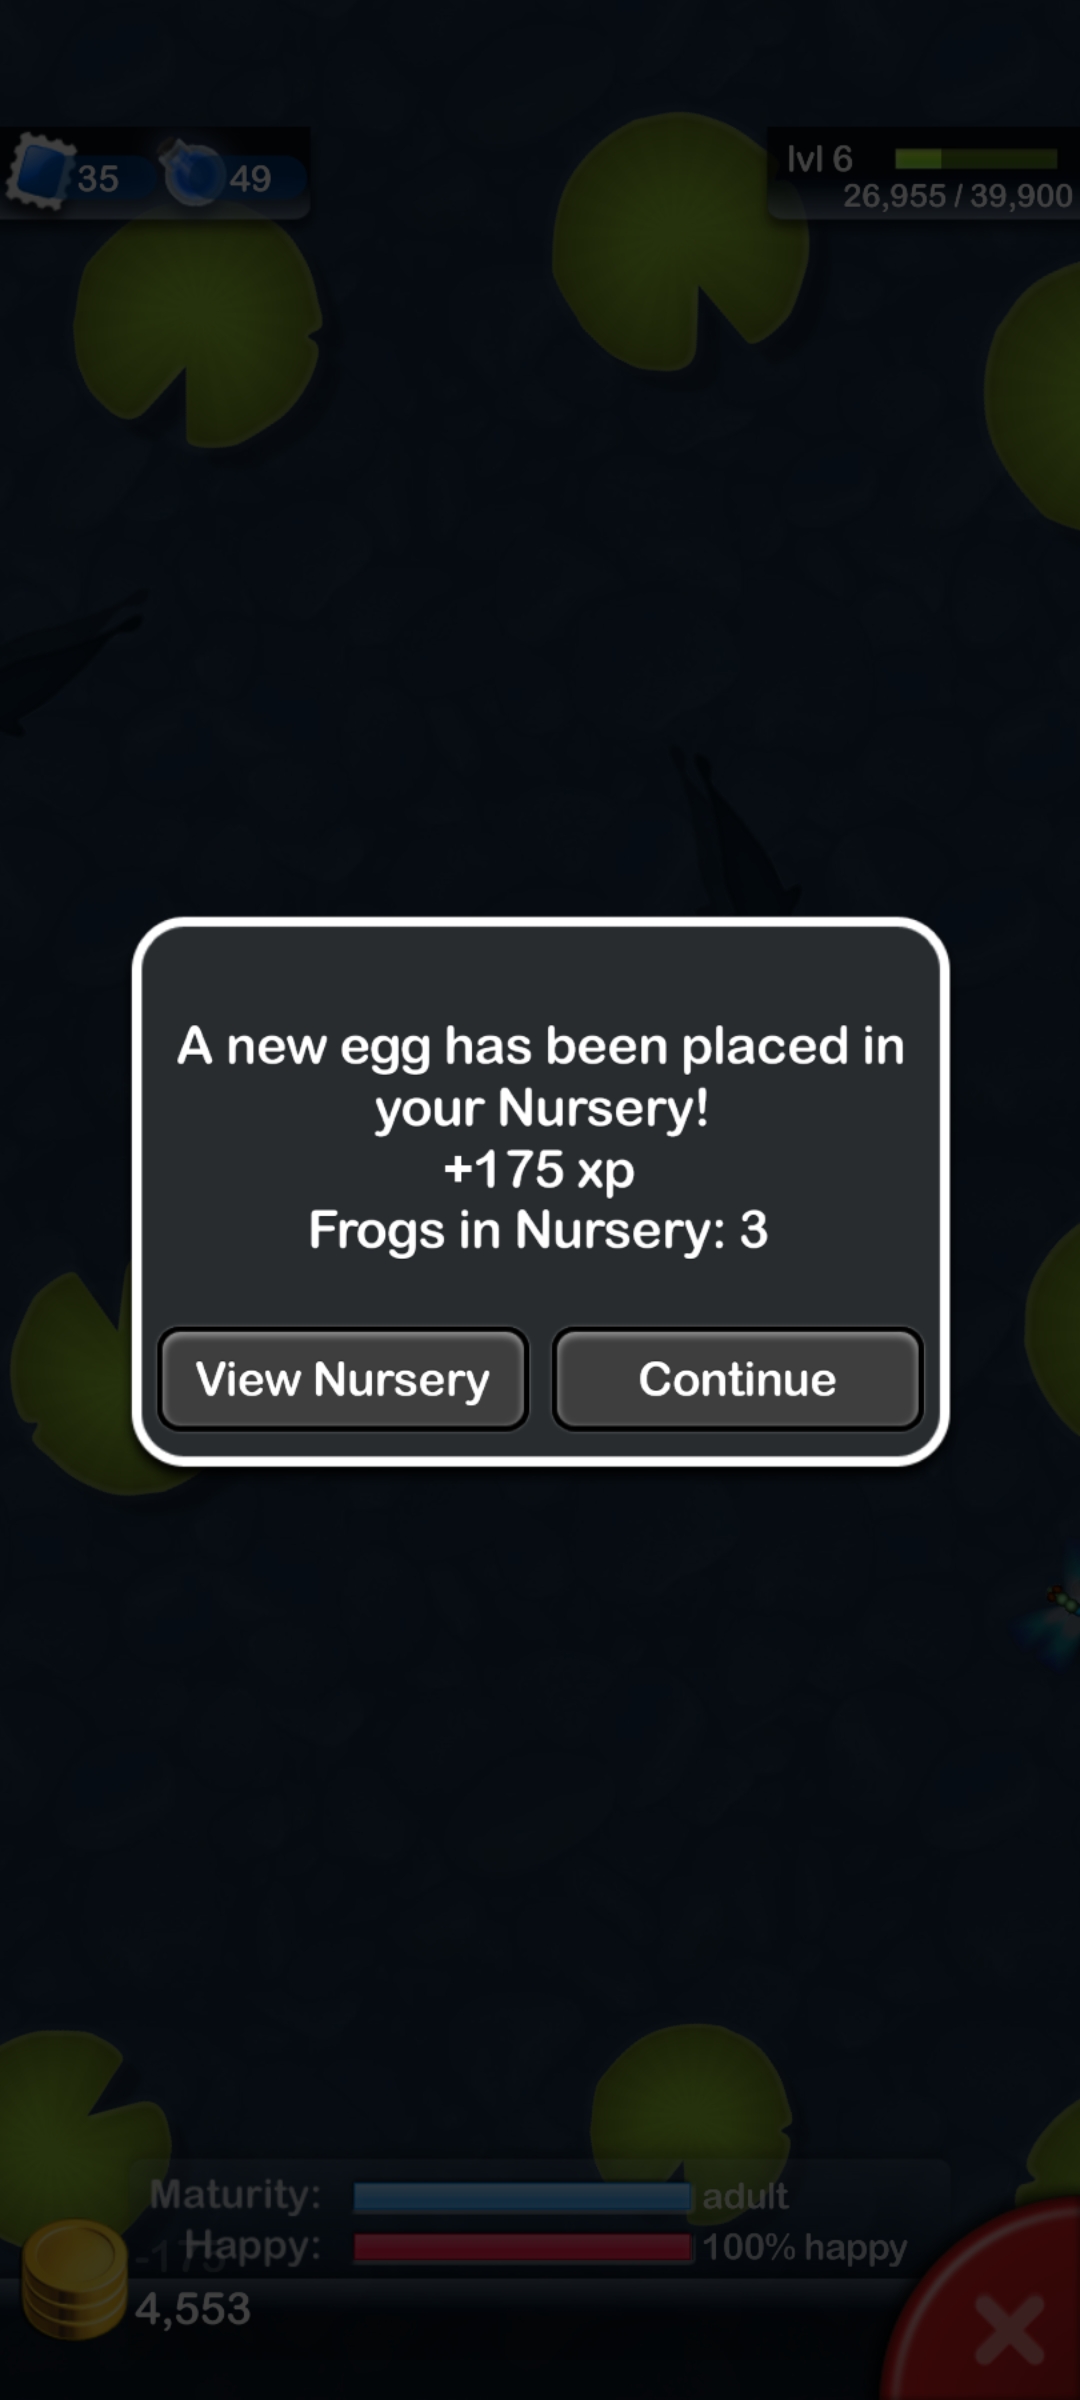 35 49
lvl 6
26,955 / 39,900
A new egg has been placed in
your Nursery!
+175 xp
Frogs in Nursery: 3
View Nursery Continue
Maturity: adult
Happy: 100% happy
-175
4,553